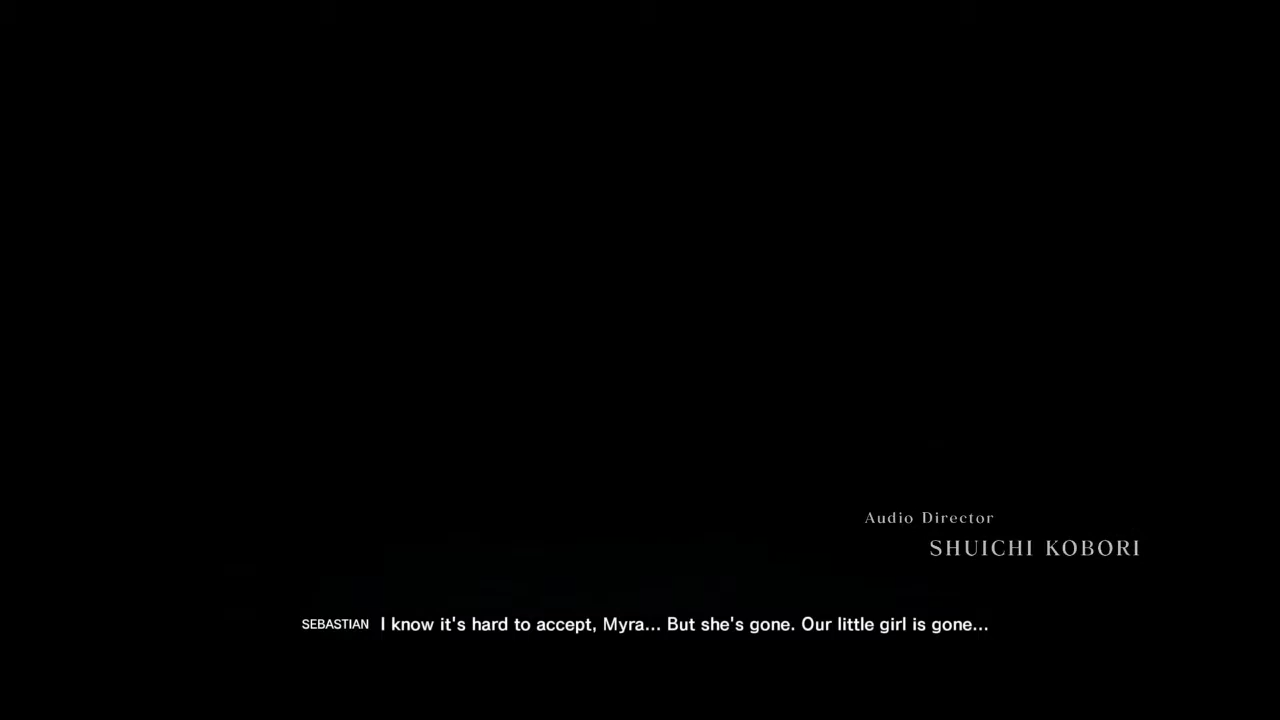 Audio Director
SHUICHI KOBORI
SEBASTIAN I know it's hard to accept, Myra... But she's gone. Our little girl is gone...